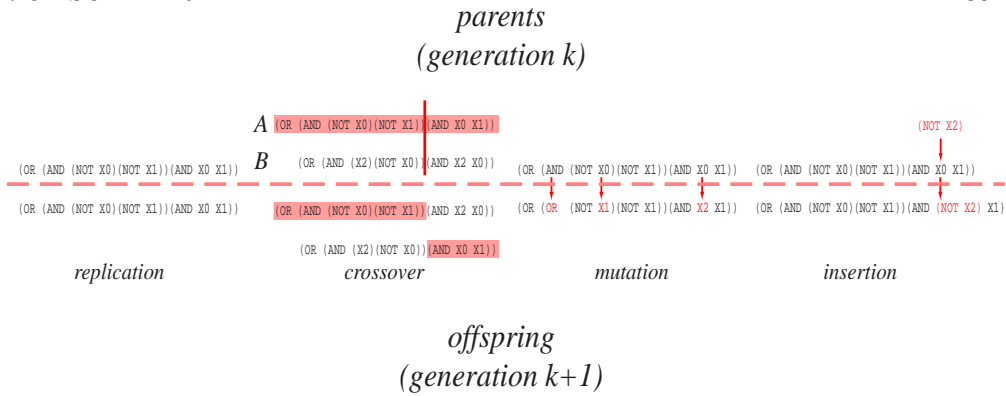 parents
(generation k)
A (OR (AND (NOT X0)(NOT X1))(AND X0 X1))
(NOT X2)
B (OR (AND (X2)(NOT X0))(AND X2 X0))
(OR (AND (NOT X0)(NOT X1))(AND X0 X1))
(OR (AND (NOT X0)(NOT X1))(AND X0 X1))
(OR (AND (NOT X0)(NOT X1))(AND X0 X1))
(OR (AND (NOT X0)(NOT X1))(AND X0 X1))
(OR (AND (NOT X0)(NOT X1))(AND X2 X0))
(OR (OR (NOT X1)(NOT X1))(AND X2 X1))
(OR (AND (NOT X0)(NOT X1))(AND (NOT X2) X1)
(OR (AND (X2)(NOT X0))(AND X0 X1))
replication
crossover
mutation
insertion
offspring
(generation k+1)